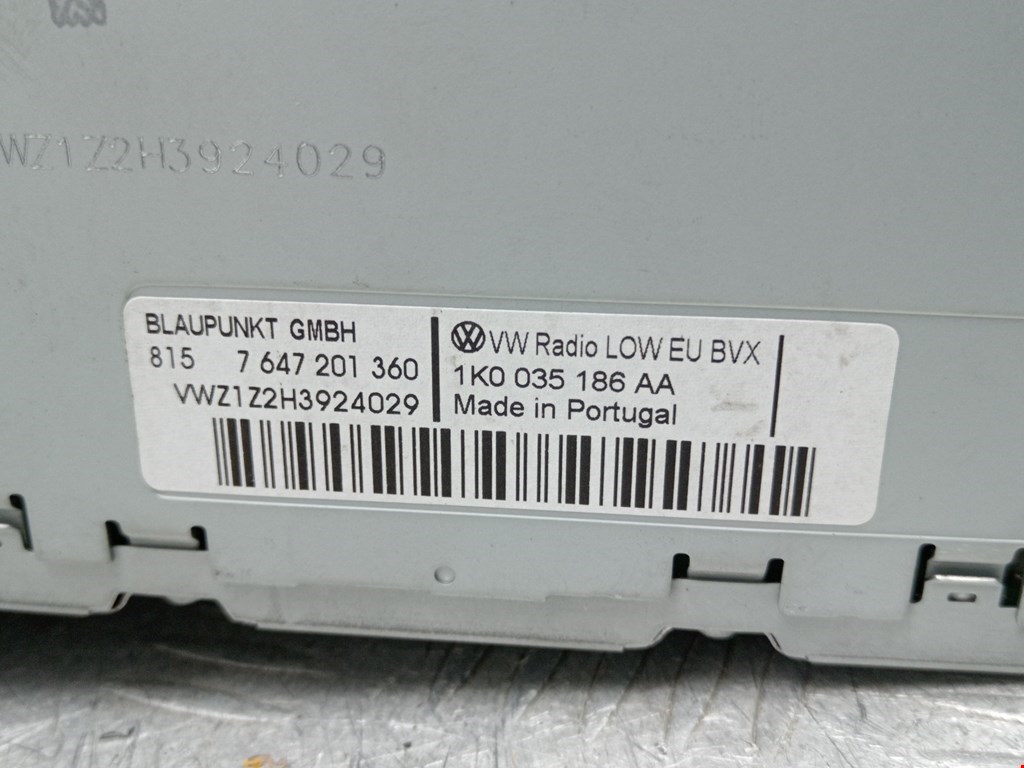 WZ1Z2H3924029
BLAUPUNKT GMBH
815 7 647 201 360
VWZ1Z2H3924029
VW Radio LOW EU BVX
1K0 035 186 AA
Made in Portugal